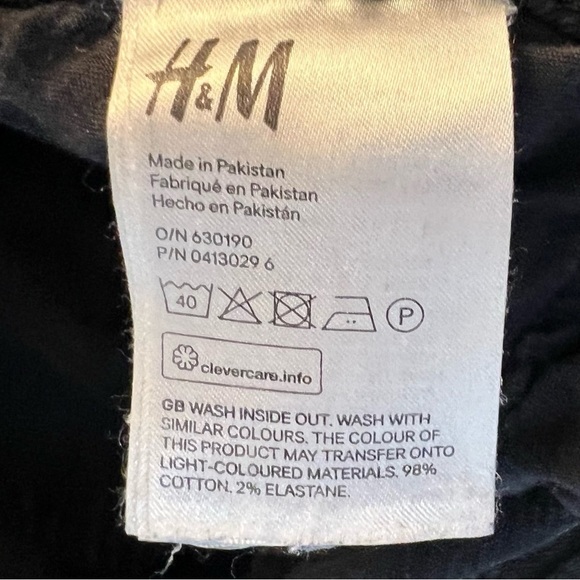 H&M
Made in Pakistan
Fabriqué en Pakistan
Hecho en Pakistán
O/N 630190
P/N 0413029 6
40 P
clevercare.info
GB WASH INSIDE OUT. WASH WITH
SIMILAR COLOURS. THE COLOUR OF
THIS PRODUCT MAY TRANSFER ONTO
LIGHT-COLOURED MATERIALS. 98%
COTTON. 2% ELASTANE.